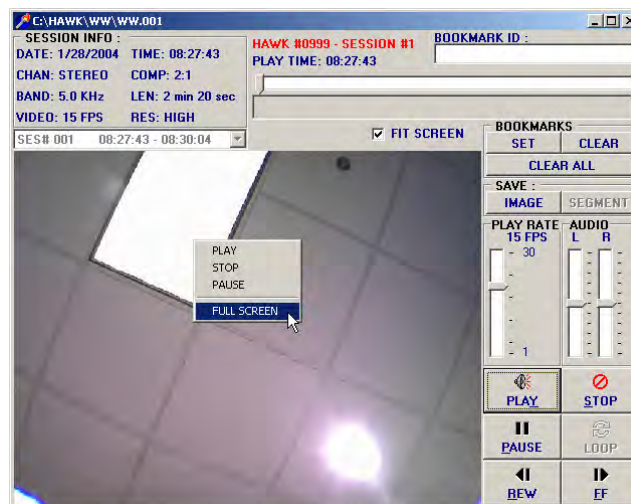 C:\HAWK\WW\WW.001
SESSION INFO :
DATE: 1/28/2004 TIME: 08:27:43
CHAN: STEREO COMP: 2:1
BAND: 5.0 KHz LEN: 2 min 20 sec
VIDEO: 15 FPS RES: HIGH
SES# 001 08:27:43 - 08:30:04
HAWK #0999 - SESSION #1
PLAY TIME: 08:27:43
BOOKMARK ID :
FIT SCREEN
BOOKMARKS
SET CLEAR
CLEAR ALL
SAVE :
IMAGE SEGMENT
PLAY RATE
15 FPS
30
1
AUDIO
L R
PLAY
STOP
PAUSE
FULL SCREEN
PLAY STOP
PAUSE LOOP
REW FF